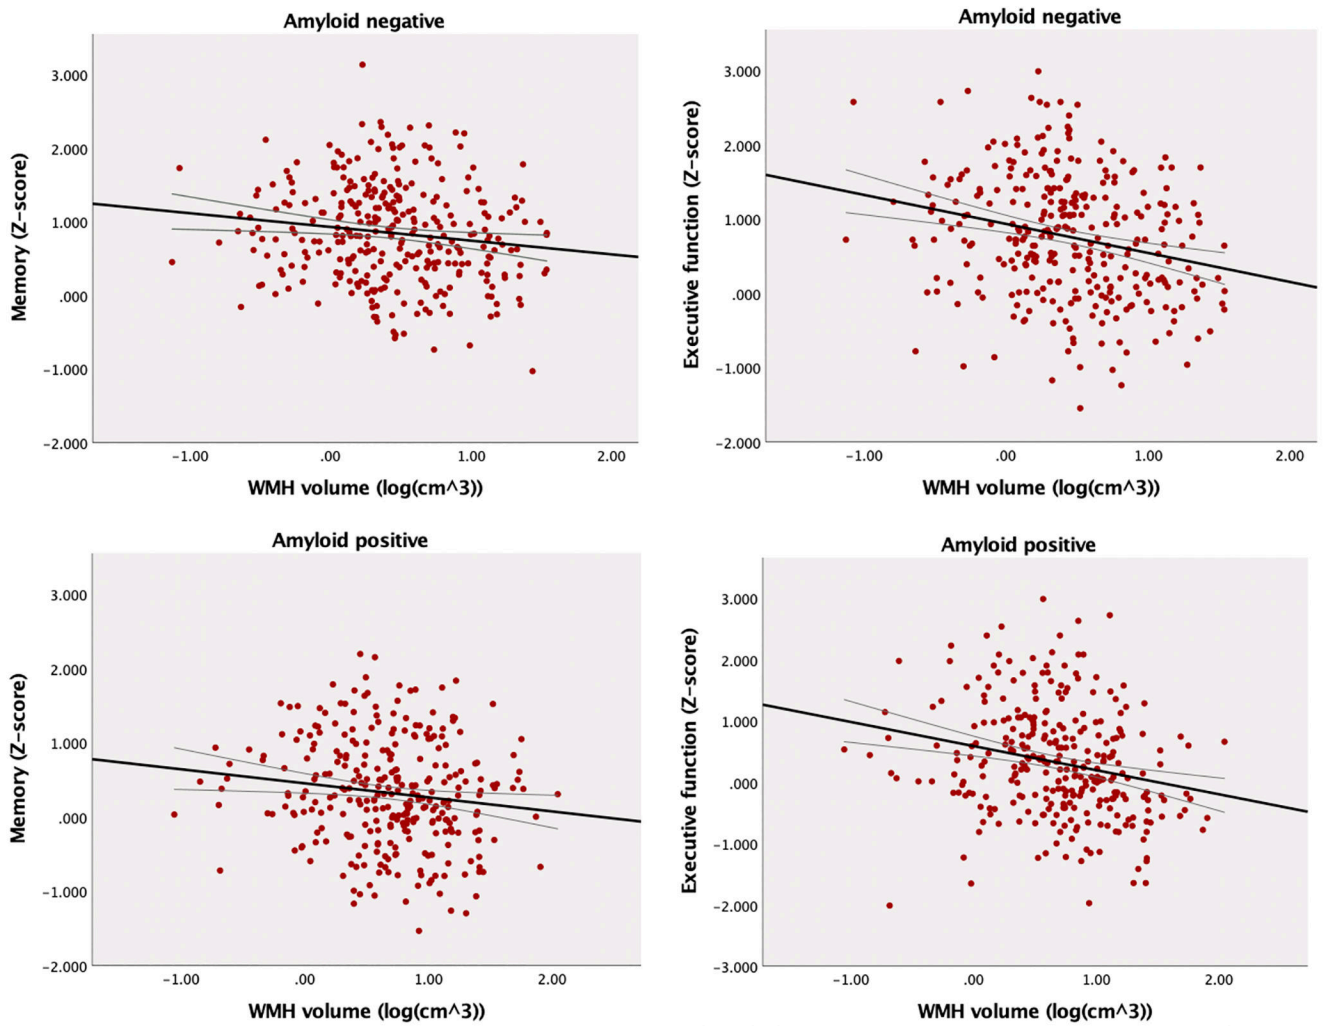 Amyloid negative
3.000
2.000
1.000
.000
-1.000
-2.000
Memory (Z-score)
-1.00 .00 1.00 2.00
WMH volume (log(cm^3))
Amyloid negative
3.000
2.000
1.000
.000
-1.000
-2.000
Executive function (Z-score)
-1.00 .00 1.00 2.00
WMH volume (log(cm^3))
Amyloid positive
3.000
2.000
1.000
.000
-1.000
-2.000
Memory (Z-score)
-1.00 .00 1.00 2.00
WMH volume (log(cm^3))
Amyloid positive
3.000
2.000
1.000
.000
-1.000
-2.000
-3.000
Executive function (Z-score)
-1.00 .00 1.00 2.00
WMH volume (log(cm^3))